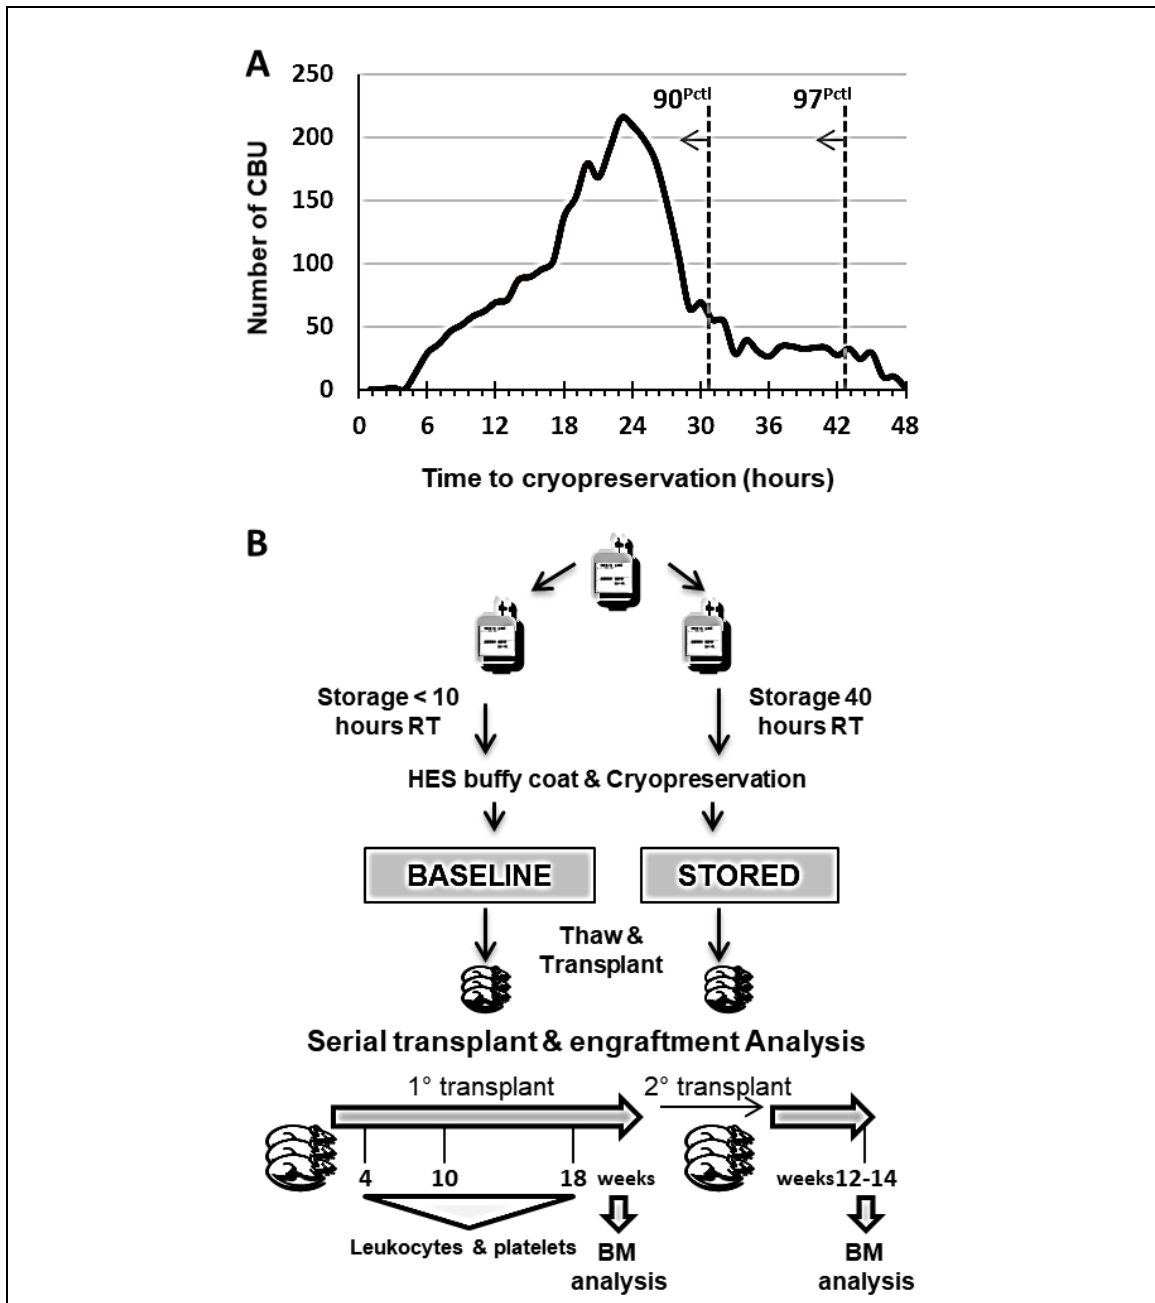 A
250
200
150
100
50
0
Number of CBU
90Pctl
97Pctl
0 6 12 18 24 30 36 42 48
Time to cryopreservation (hours)
B
Storage < 10
hours RT
Storage 40
hours RT
HES buffy coat & Cryopreservation
BASELINE
STORED
Thaw &
Transplant
Serial transplant & engraftment Analysis
1° transplant
2° transplant
4 10 18 weeks
weeks 12-14
Leukocytes & platelets
BM
analysis
BM
analysis